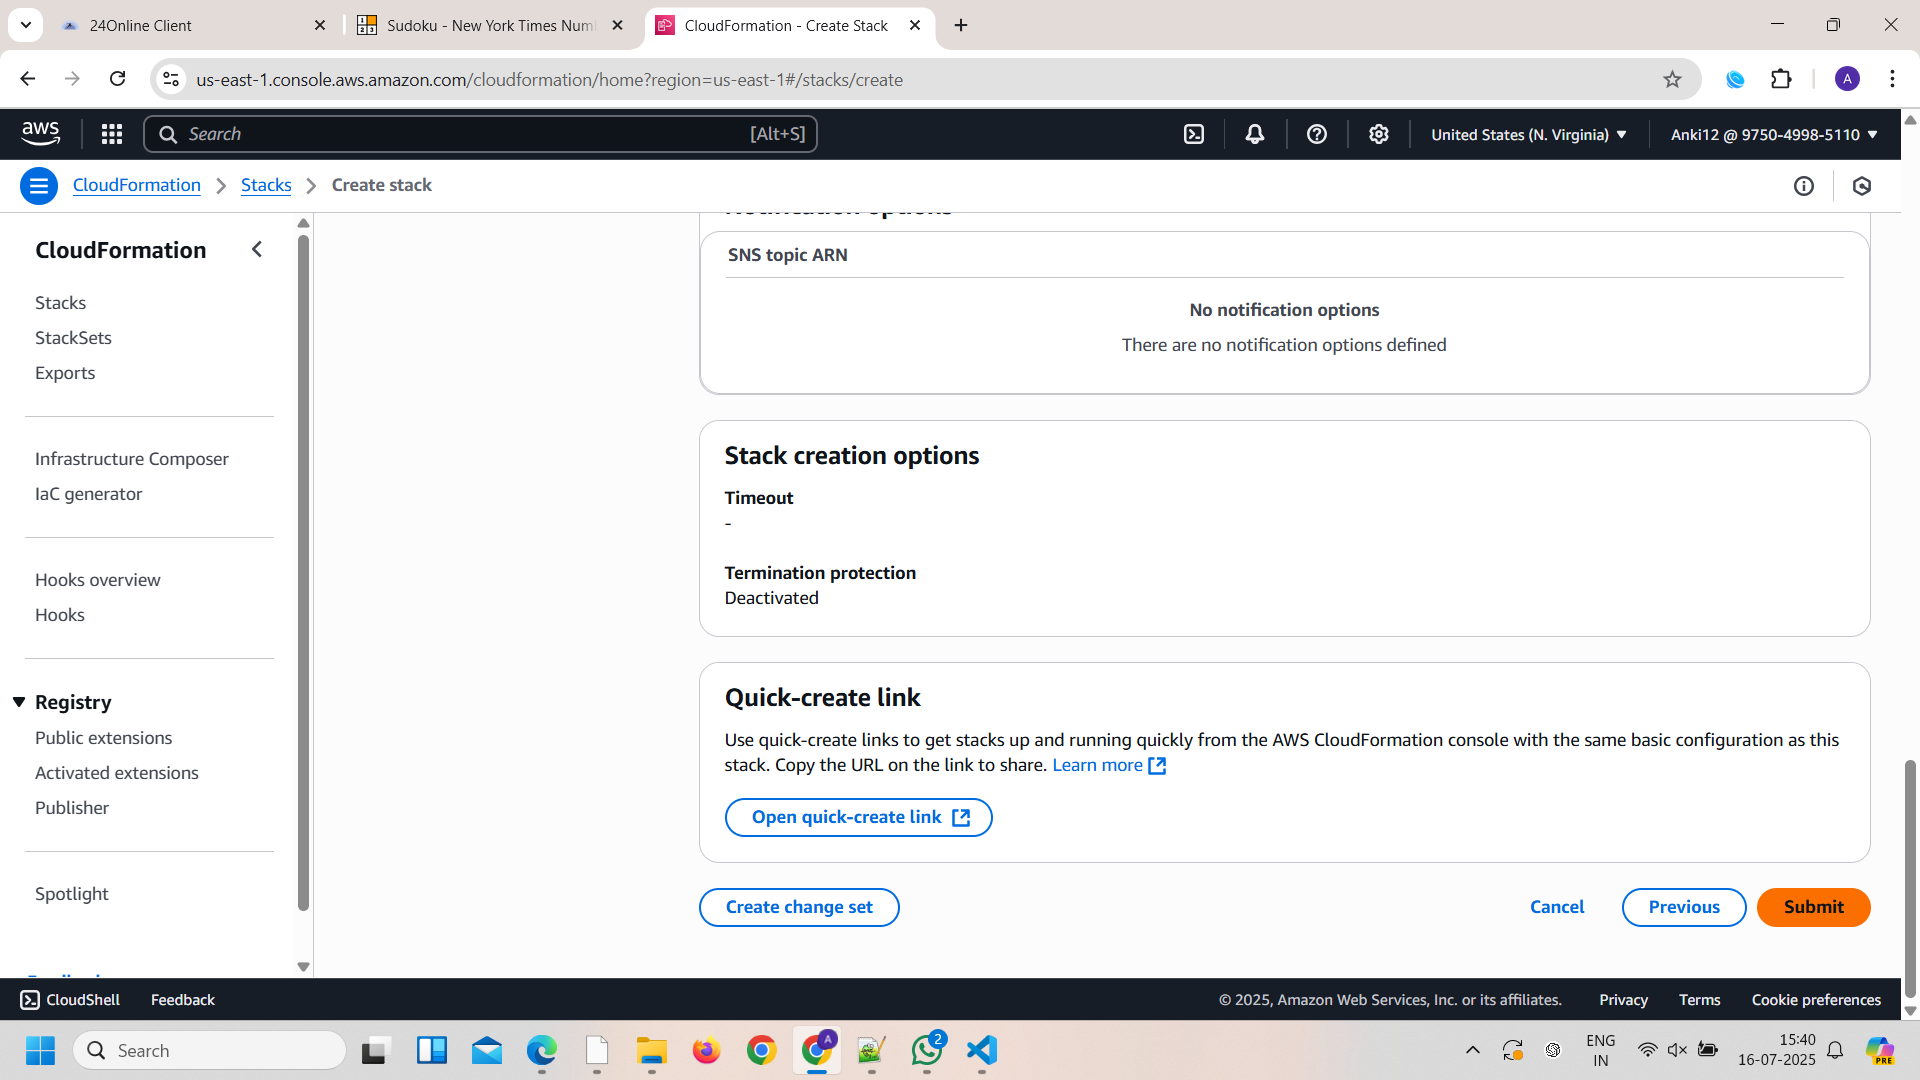 24Online Client
Sudoku - New York Times Num
CloudFormation - Create Stack
us-east-1.console.aws.amazon.com/cloudformation/home?region=us-east-1#/stacks/create
A
aws
Search
[Alt+S]
United States (N. Virginia)
Anki12 @ 9750-4998-5110
CloudFormation
Stacks
Create stack
CloudFormation
Stacks
StackSets
Exports
Infrastructure Composer
IaC generator
Hooks overview
Hooks
Registry
Public extensions
Activated extensions
Publisher
Spotlight
Notification options
SNS topic ARN
No notification options
There are no notification options defined
Stack creation options
Timeout
-
Termination protection
Deactivated
Quick-create link
Use quick-create links to get stacks up and running quickly from the AWS CloudFormation console with the same basic configuration as this
stack. Copy the URL on the link to share. Learn more
Open quick-create link
Create change set
Cancel
Previous
Submit
CloudShell
Feedback
© 2025, Amazon Web Services, Inc. or its affiliates.
Privacy
Terms
Cookie preferences
Search
A
2
ENG
IN
15:40
16-07-2025
PRE